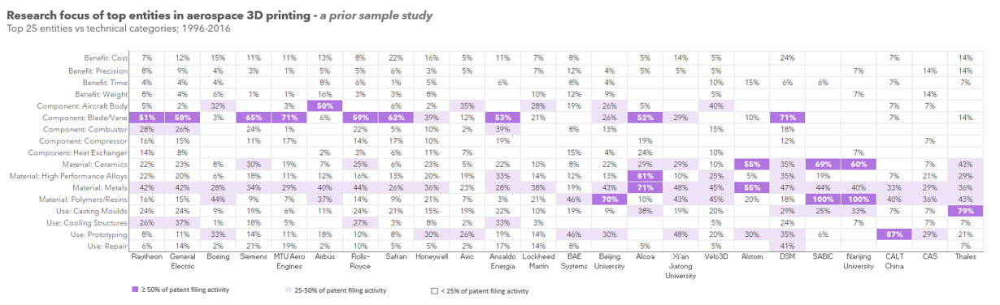 Research focus of top entities in aerospace 3D printing - a prior sample study
Top 25 entities vs technical categories; 1996-2016
Benefit: Cost 7% 12% 15% 11% 11% 13% 8% 22% 16% 5% 11% 7% 8% 5% 14% 5% 24% 7% 14%
Benefit: Precision 8% 9% 4% 3% 1% 5% 5% 6% 3% 5% 7% 12% 4% 5% 5% 5% 7% 14% 14%
Benefit: Time 4% 4% 4% 8% 6% 1% 5% 6% 8% 4% 10% 15% 6% 6% 7% 7%
Benefit: Weight 8% 4% 6% 1% 1% 16% 3% 3% 8% 10% 12% 9% 5% 7% 14%
Component: Aircraft Body 5% 2% 32% 3% 50% 6% 2% 35% 28% 19% 26% 5% 40% 7% 7%
Component: Blade/Vane 51% 58% 3% 65% 71% 6% 59% 62% 39% 12% 53% 21% 26% 52% 29% 10% 71% 7% 14%
Component: Combustor 28% 26% 24% 1% 22% 5% 10% 2% 39% 8% 13% 15% 18%
Component: Compressor 16% 15% 11% 17% 14% 17% 10% 19% 19% 12% 7%
Component: Heat Exchanger 14% 8% 2% 3% 6% 11% 7% 15% 4% 24% 10% 7%
Material: Ceramics 22% 23% 8% 30% 19% 7% 25% 6% 23% 5% 22% 10% 8% 22% 29% 29% 10% 55% 35% 69% 60% 7% 43%
Material: High Performance Alloys 22% 20% 6% 18% 11% 12% 16% 13% 20% 19% 33% 14% 12% 13% 81% 10% 25% 5% 35% 19% 7% 21% 29%
Material: Metals 42% 42% 28% 34% 29% 40% 44% 26% 36% 23% 28% 38% 19% 43% 71% 48% 45% 55% 47% 44% 40% 33% 29% 36%
Material: Polymers/Resins 16% 15% 44% 9% 7% 37% 14% 9% 21% 7% 3% 21% 46% 70% 10% 43% 45% 20% 18% 100% 100% 40% 36% 43%
Use: Casting Moulds 24% 24% 9% 19% 6% 11% 24% 21% 15% 19% 22% 10% 19% 9% 38% 19% 20% 29% 25% 33% 7% 7% 79%
Use: Cooling Structures 26% 37% 1% 18% 5% 27% 3% 8% 2% 33% 3% 5% 24% 7% 7% 7%
Use: Prototyping 8% 11% 33% 14% 11% 18% 10% 8% 30% 26% 19% 14% 46% 30% 48% 20% 30% 35% 6% 87% 29% 21%
Use: Repair 6% 14% 2% 21% 19% 2% 10% 5% 5% 2% 17% 14% 8% 5% 5% 41% 7%
Raytheon General Boeing Siemens MTU Aero Airbus Rolls- Safran Honeywell Avic Ansaldo Lockheed BAE Beijing Alcoa Xi'an Velo3D Alstom DSM SABIC Nanjing CALT CAS Thales
Electric Engines Royce Energia Martin Systems University Jiatong University China
University
≥ 50% of patent filing activity 25-50% of patent filing activity < 25% of patent filing activity